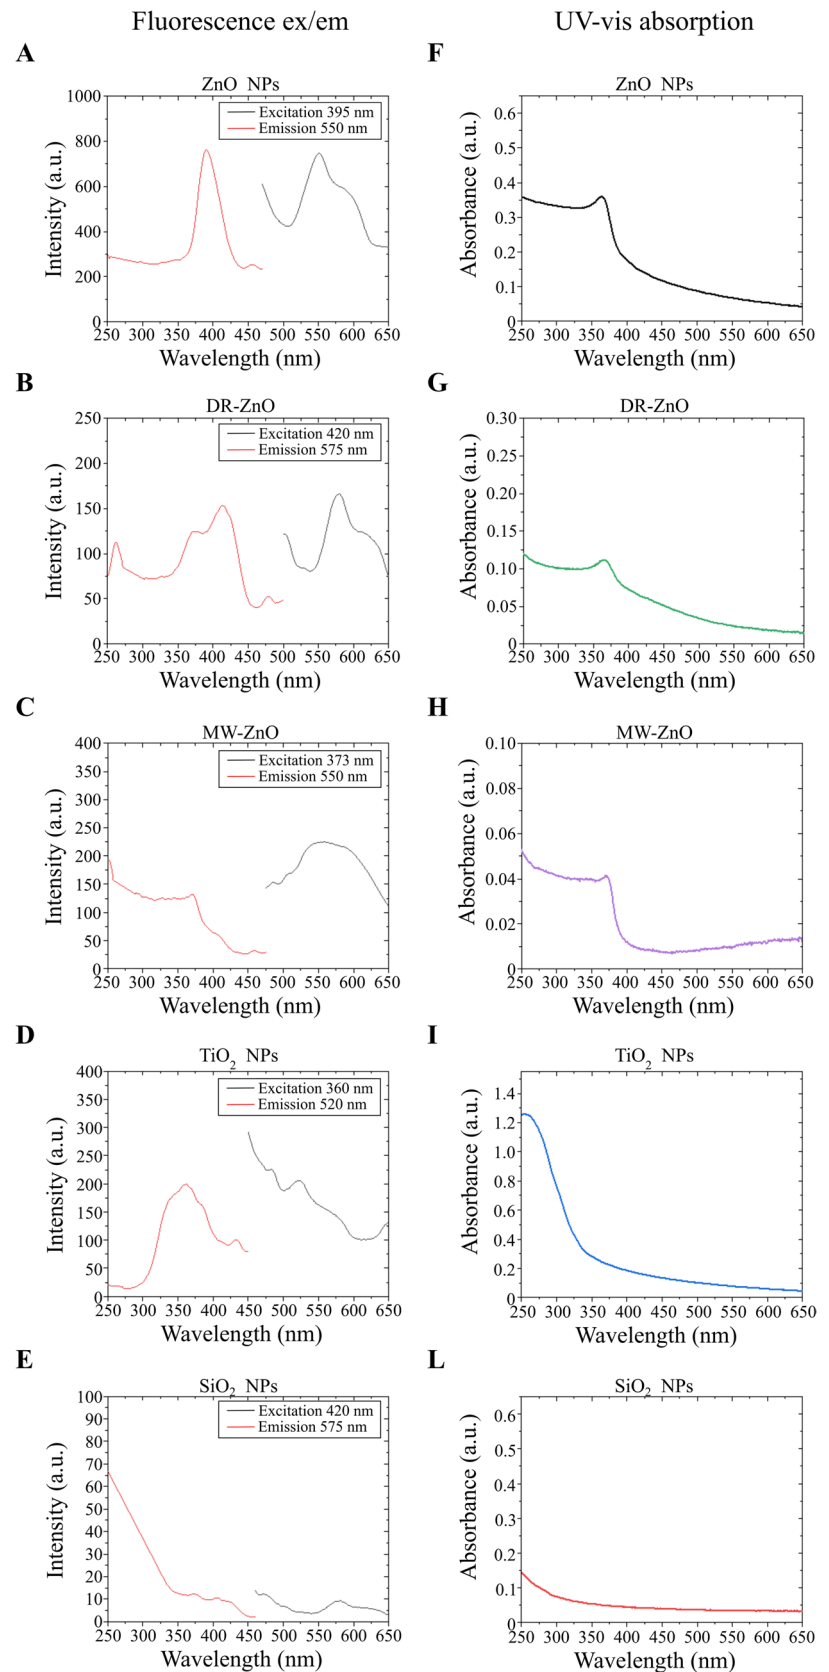 Fluorescence ex/em
UV-vis absorption
A
ZnO NPs
Intensity (a.u.)
1000
800
600
400
200
0
Excitation 395 nm
Emission 550 nm
250 300 350 400 450 500 550 600 650
Wavelength (nm)
F
ZnO NPs
Absorbance (a.u.)
0.6
0.5
0.4
0.3
0.2
0.1
0
250 300 350 400 450 500 550 600 650
Wavelength (nm)
B
DR-ZnO
Intensity (a.u.)
250
200
150
100
50
0
Excitation 420 nm
Emission 575 nm
250 300 350 400 450 500 550 600 650
Wavelength (nm)
G
DR-ZnO
Absorbance (a.u.)
0.30
0.25
0.20
0.15
0.10
0.05
0
250 300 350 400 450 500 550 600 650
Wavelength (nm)
C
MW-ZnO
Intensity (a.u.)
400
350
300
250
200
150
100
50
0
Excitation 373 nm
Emission 550 nm
250 300 350 400 450 500 550 600 650
Wavelength (nm)
H
MW-ZnO
Absorbance (a.u.)
0.10
0.08
0.06
0.04
0.02
0
250 300 350 400 450 500 550 600 650
Wavelength (nm)
D
TiO₂ NPs
Intensity (a.u.)
400
350
300
250
200
150
100
50
0
Excitation 360 nm
Emission 520 nm
250 300 350 400 450 500 550 600 650
Wavelength (nm)
I
TiO₂ NPs
Absorbance (a.u.)
1.4
1.2
1.0
0.8
0.6
0.4
0.2
0
250 300 350 400 450 500 550 600 650
Wavelength (nm)
E
SiO₂ NPs
Intensity (a.u.)
100
90
80
70
60
50
40
30
20
10
0
Excitation 420 nm
Emission 575 nm
250 300 350 400 450 500 550 600 650
Wavelength (nm)
L
SiO₂ NPs
Absorbance (a.u.)
0.6
0.5
0.4
0.3
0.2
0.1
0
250 300 350 400 450 500 550 600 650
Wavelength (nm)